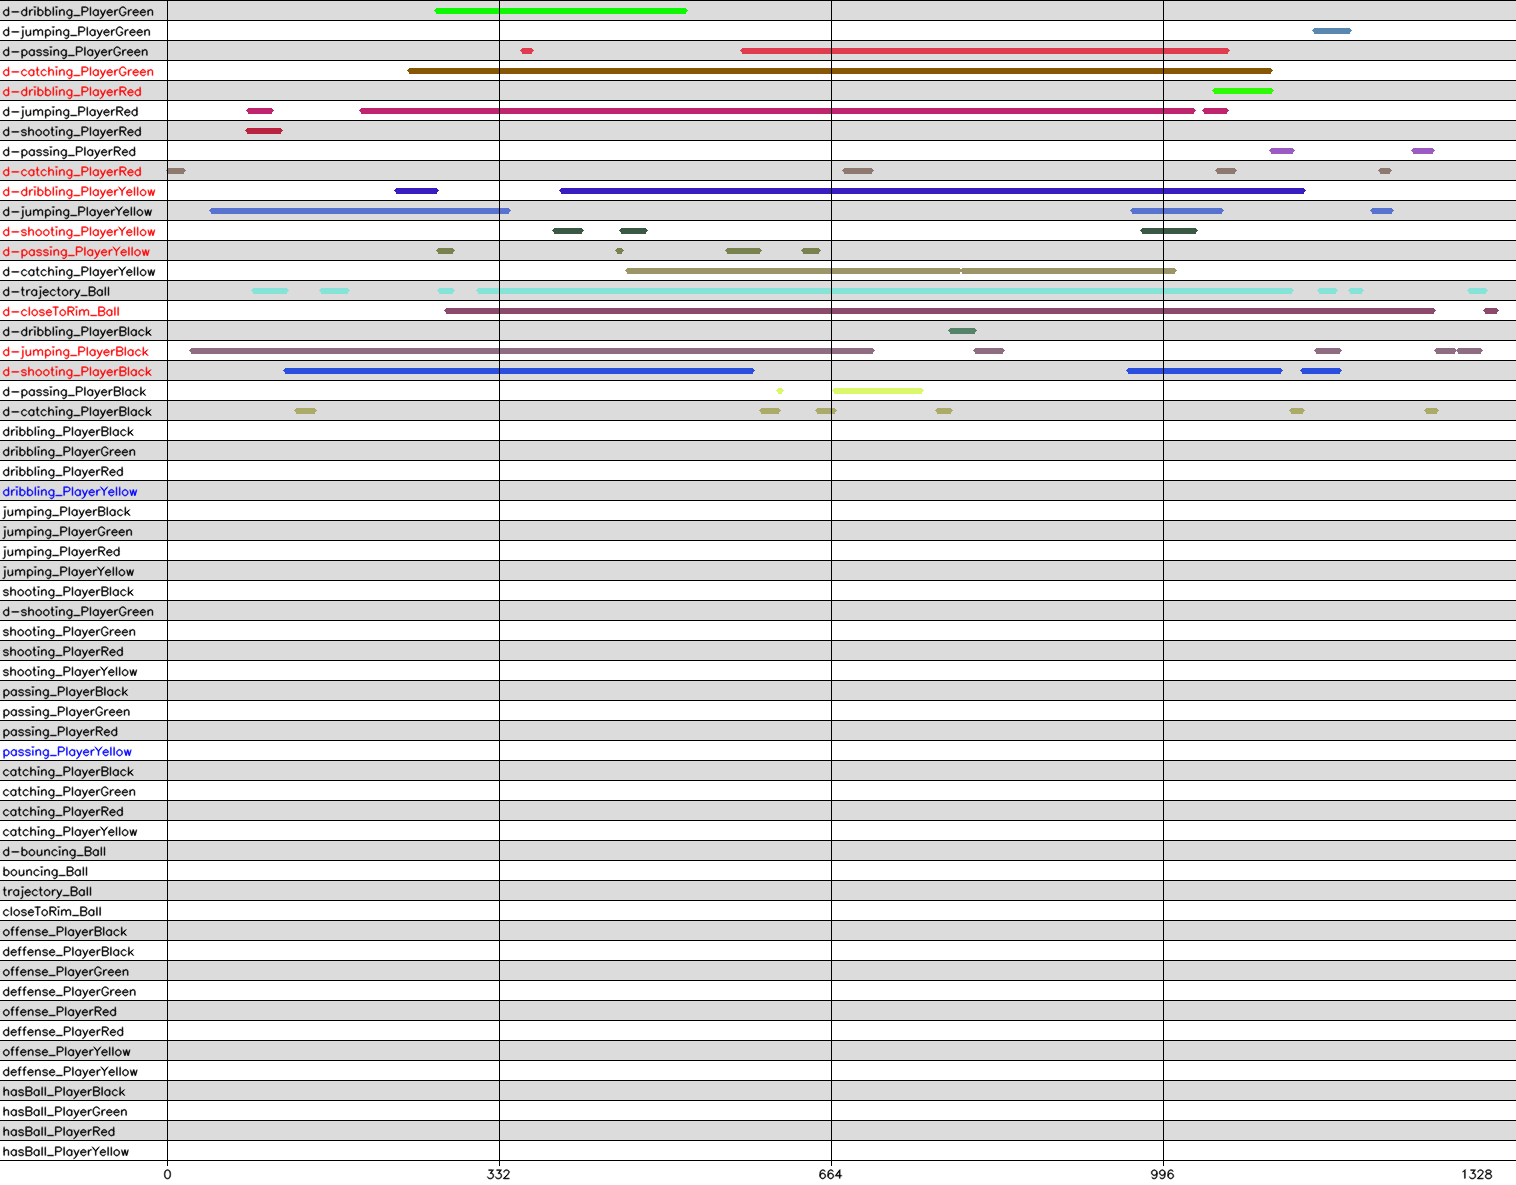 d-dribbling_PlayerGreen
d-jumping_PlayerGreen
d-passing_PlayerGreen
d-catching_PlayerGreen
d-dribbling_PlayerRed
d-jumping_PlayerRed
d-shooting_PlayerRed
d-passing_PlayerRed
d-catching_PlayerRed
d-dribbling_PlayerYellow
d-jumping_PlayerYellow
d-shooting_PlayerYellow
d-passing_PlayerYellow
d-catching_PlayerYellow
d-trajectory_Ball
d-closeToRim_Ball
d-dribbling_PlayerBlack
d-jumping_PlayerBlack
d-shooting_PlayerBlack
d-passing_PlayerBlack
d-catching_PlayerBlack
dribbling_PlayerBlack
dribbling_PlayerGreen
dribbling_PlayerRed
dribbling_PlayerYellow
jumping_PlayerBlack
jumping_PlayerGreen
jumping_PlayerRed
jumping_PlayerYellow
shooting_PlayerBlack
d-shooting_PlayerGreen
shooting_PlayerGreen
shooting_PlayerRed
shooting_PlayerYellow
passing_PlayerBlack
passing_PlayerGreen
passing_PlayerRed
passing_PlayerYellow
catching_PlayerBlack
catching_PlayerGreen
catching_PlayerRed
catching_PlayerYellow
d-bouncing_Ball
bouncing_Ball
trajectory_Ball
closeToRim_Ball
offense_PlayerBlack
deffense_PlayerBlack
offense_PlayerGreen
deffense_PlayerGreen
offense_PlayerRed
deffense_PlayerRed
offense_PlayerYellow
deffense_PlayerYellow
hasBall_PlayerBlack
hasBall_PlayerGreen
hasBall_PlayerRed
hasBall_PlayerYellow
0 332 664 996 1328